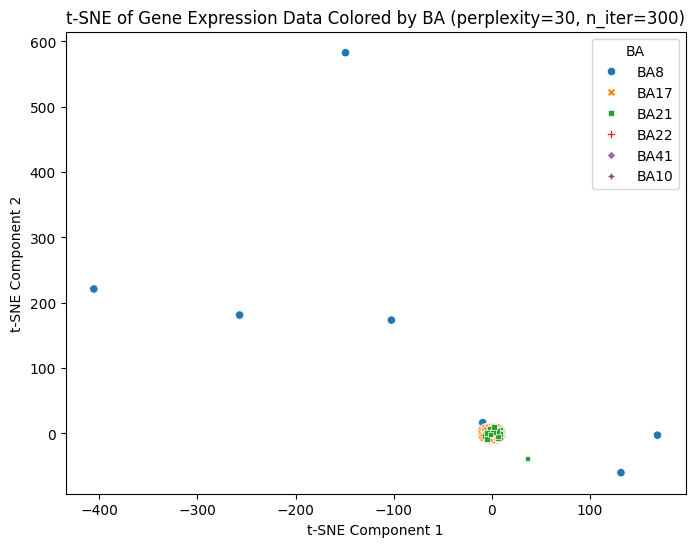 t-SNE of Gene Expression Data Colored by BA (perplexity=30, n_iter=300)
600
500
400
300
200
100
0
t-SNE Component 2
BA
BA8
BA17
BA21
BA22
BA41
BA10
−400
−300
−200
−100
0
100
t-SNE Component 1